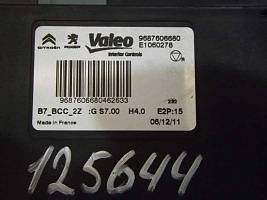 CITROËN PEUGEOT Valeo 9687606680
E1060278
Interior Controls
9687606680462633
B7_BCC_2Z :G S7.00 H4.0 E2P:15
Made in France 06/12/11
125644